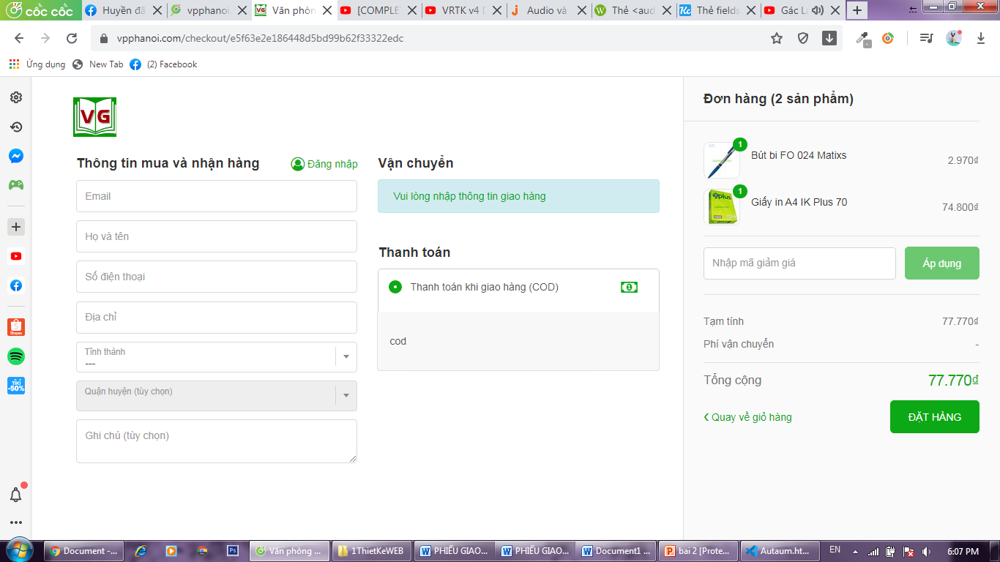 cốc cốc
Huyền đă
vpphanoi.
Văn phòn
[COMPLE
VRTK v4 D
Audio và
Thẻ <aud
Thẻ fields
Gác La
vpphanoi.com/checkout/e5f63e2e186448d5bd99b62f33322edc
Ứng dụng
New Tab
(2) Facebook
VG
Thông tin mua và nhận hàng
Đăng nhập
Email
Họ và tên
Số điện thoại
Địa chỉ
Tỉnh thành
---
Quận huyện (tùy chọn)
Ghi chú (tùy chọn)
Vận chuyển
Vui lòng nhập thông tin giao hàng
Thanh toán
Thanh toán khi giao hàng (COD)
cod
Đơn hàng (2 sản phẩm)
1
Bút bi FO 024 Matixs
2.970₫
1
Giấy in A4 IK Plus 70
74.800₫
Nhập mã giảm giá
Áp dụng
Tạm tính
77.770₫
Phí vận chuyển
-
Tổng cộng
77.770₫
Quay về giỏ hàng
ĐẶT HÀNG
Shopee
TIKI
-50%
Document -...
Ps
Văn phòng ...
1ThietKeWEB
PHIẾU GIAO...
PHIẾU GIAO...
Document1 ...
bai 2 [Prote...
Autaum.ht...
EN
6:07 PM